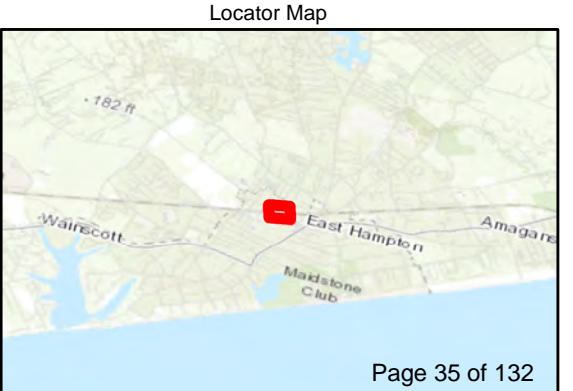 Locator Map
182 ft
Wainscott
East Hampton
Amagans
Maidstone
Club
Page 35 of 132